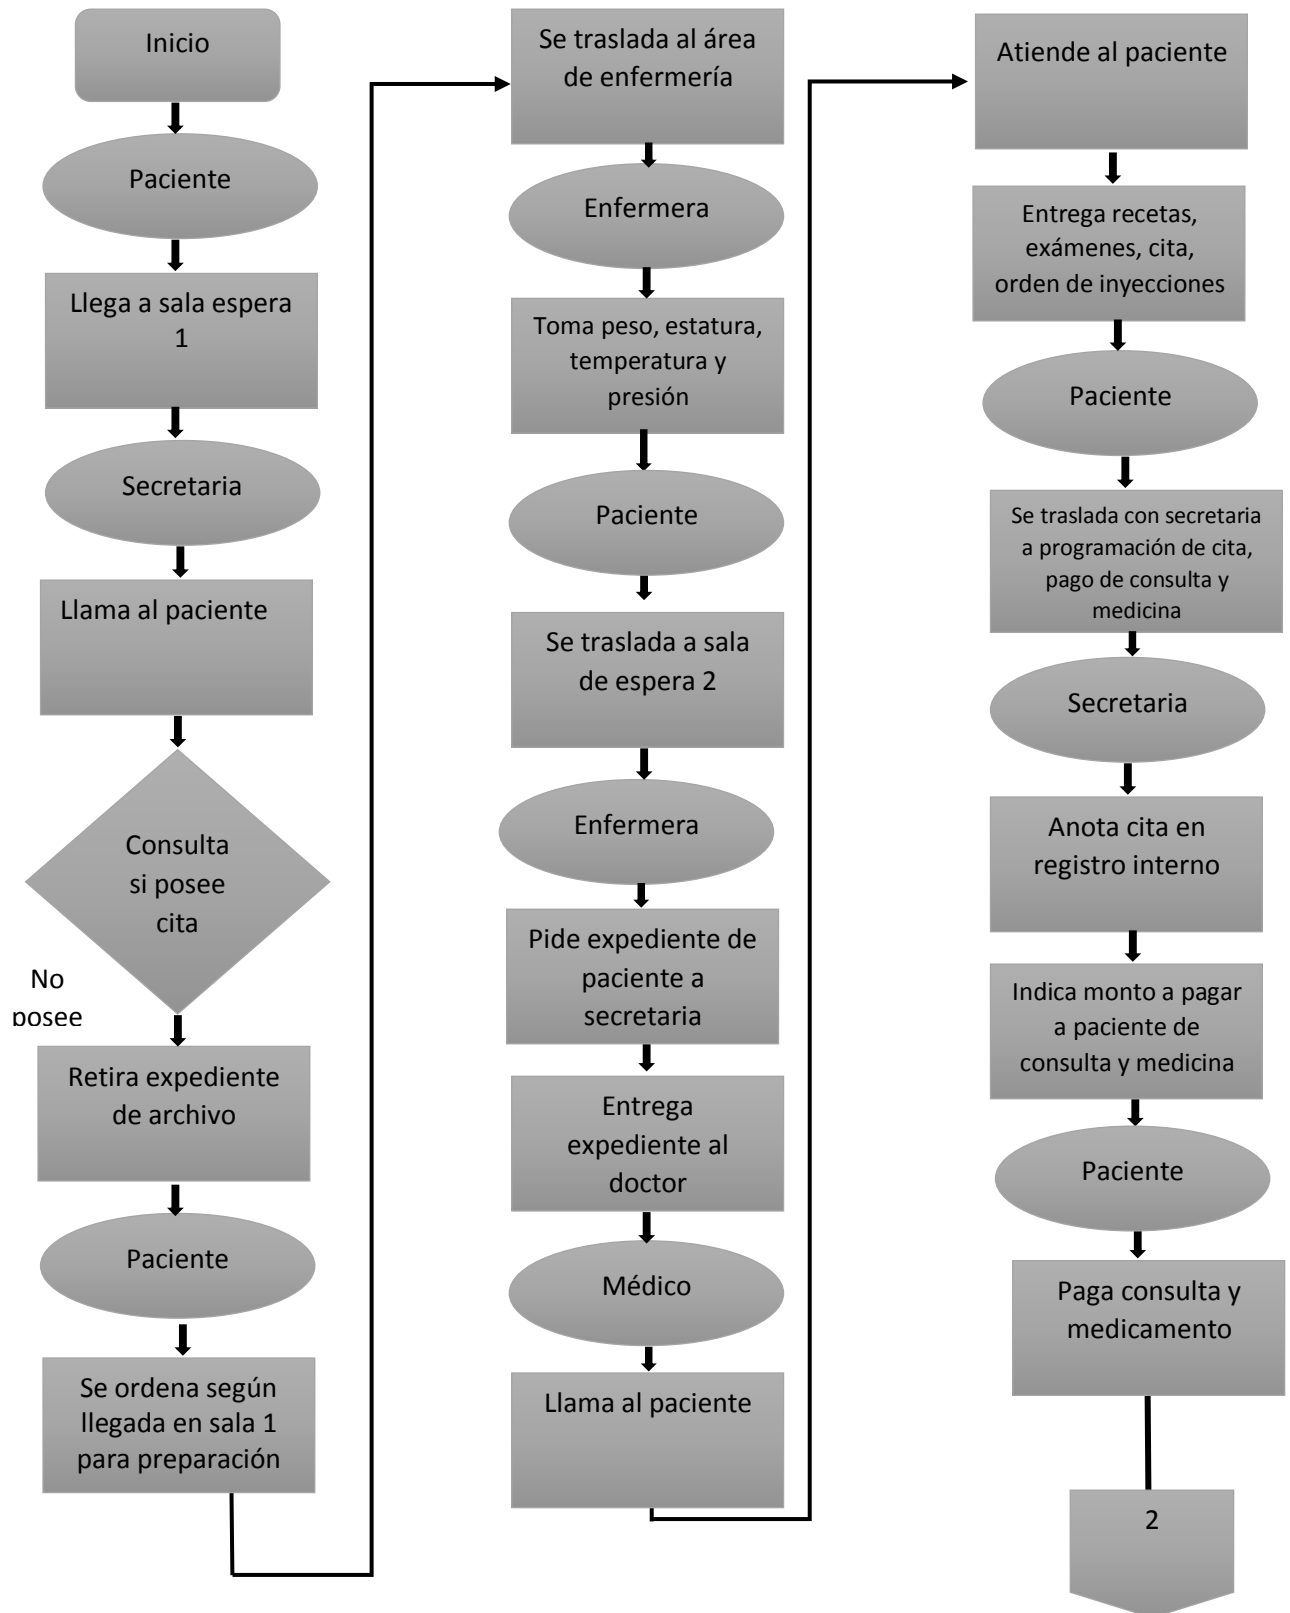 Inicio
Paciente
Llega a sala espera
1
Secretaria
Llama al paciente
Consulta
si posee
cita
No
posee
Retira expediente
de archivo
Paciente
Se ordena según
llegada en sala 1
para preparación
Se traslada al área
de enfermería
Enfermera
Toma peso, estatura,
temperatura y
presión
Paciente
Se traslada a sala
de espera 2
Enfermera
Pide expediente de
paciente a
secretaria
Entrega
expediente al
doctor
Médico
Llama al paciente
Atiende al paciente
Entrega recetas,
exámenes, cita,
orden de inyecciones
Paciente
Se traslada con secretaria
a programación de cita,
pago de consulta y
medicina
Secretaria
Anota cita en
registro interno
Indica monto a pagar
a paciente de
consulta y medicina
Paciente
Paga consulta y
medicamento
2